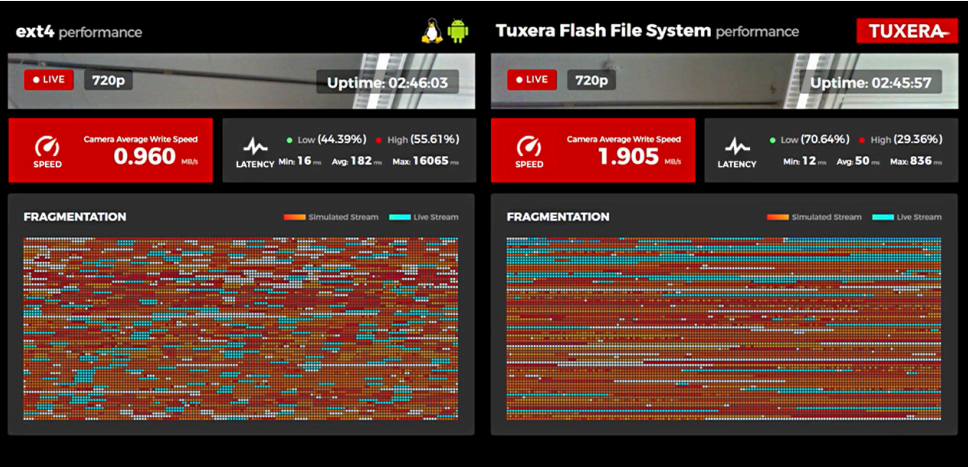 ext4 performance
LIVE 720p Uptime: 02:46:03
SPEED
Camera Average Write Speed
0.960 MB/s
LATENCY
Low (44.39%) High (55.61%)
Min: 16 ms Avg: 182 ms Max: 16065 ms
FRAGMENTATION
Simulated Stream Live Stream
Tuxera Flash File System performance
TUXERA
LIVE 720p Uptime: 02:45:57
SPEED
Camera Average Write Speed
1.905 MB/s
LATENCY
Low (70.64%) High (29.36%)
Min: 12 ms Avg: 50 ms Max: 836 ms
FRAGMENTATION
Simulated Stream Live Stream